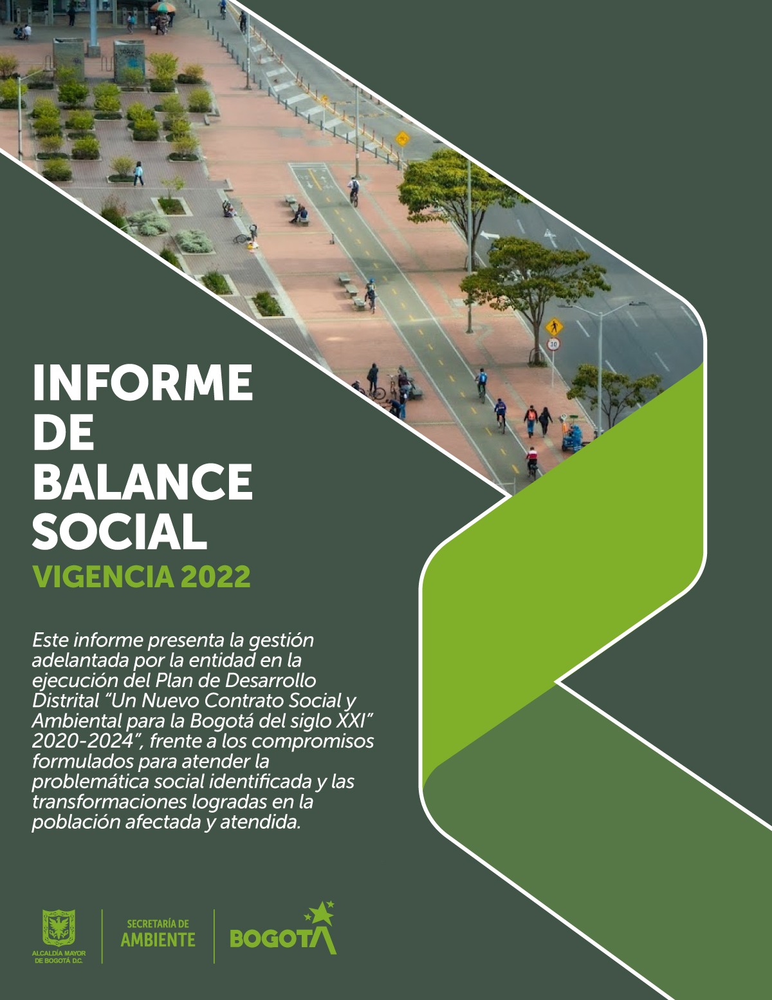 INFORME
DE
BALANCE
SOCIAL
VIGENCIA 2022
Este informe presenta la gestión
adelantada por la entidad en la
ejecución del Plan de Desarrollo
Distrital “Un Nuevo Contrato Social y
Ambiental para la Bogotá del siglo XXI”
2020-2024”, frente a los compromisos
formulados para atender la
problemática social identificada y las
transformaciones logradas en la
población afectada y atendida.
30
ALCALDÍA MAYOR
DE BOGOTÁ D.C.
SECRETARÍA DE
AMBIENTE
BOGOTÁ